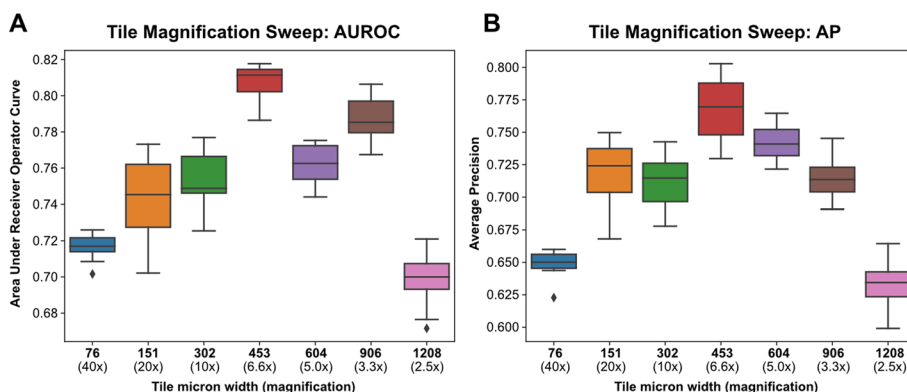 A
Tile Magnification Sweep: AUROC
Area Under Receiver Operator Curve
0.82
0.80
0.78
0.76
0.74
0.72
0.70
0.68
76 151 302 453 604 906 1208
(40x) (20x) (10x) (6.6x) (5.0x) (3.3x) (2.5x)
Tile micron width (magnification)
B
Tile Magnification Sweep: AP
Average Precision
0.800
0.775
0.750
0.725
0.700
0.675
0.650
0.625
0.600
76 151 302 453 604 906 1208
(40x) (20x) (10x) (6.6x) (5.0x) (3.3x) (2.5x)
Tile micron width (magnification)